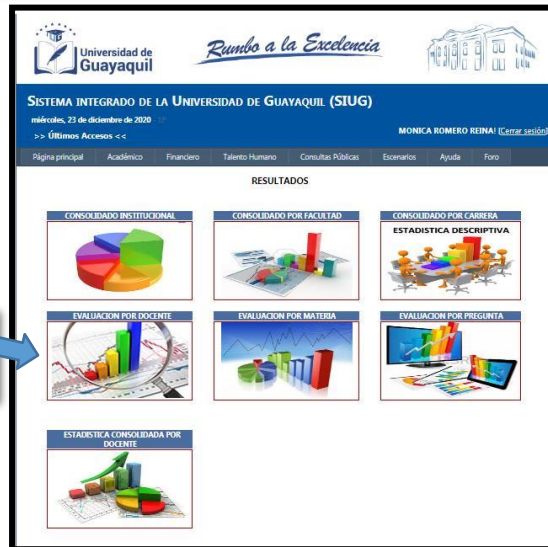 Universidad de
Guayaquil
Rumbo a la Excelencia
SISTEMA INTEGRADO DE LA UNIVERSIDAD DE GUAYAQUIL (SIUG)
miércoles, 23 de diciembre de 2020
>> Últimos Accesos <<
MONICA ROMERO REINA! [Cerrar sesión]
Página principal Académico Financiero Talento Humano Consultas Públicas Escenarios Ayuda Foro
RESULTADOS
CONSOLIDADO INSTITUCIONAL
CONSOLIDADO POR FACULTAD
CONSOLIDADO POR CARRERA
ESTADISTICA DESCRIPTIVA
EVALUACION POR DOCENTE
EVALUACION POR MATERIA
EVALUACION POR PREGUNTA
ESTADISTICA CONSOLIDADA POR
DOCENTE